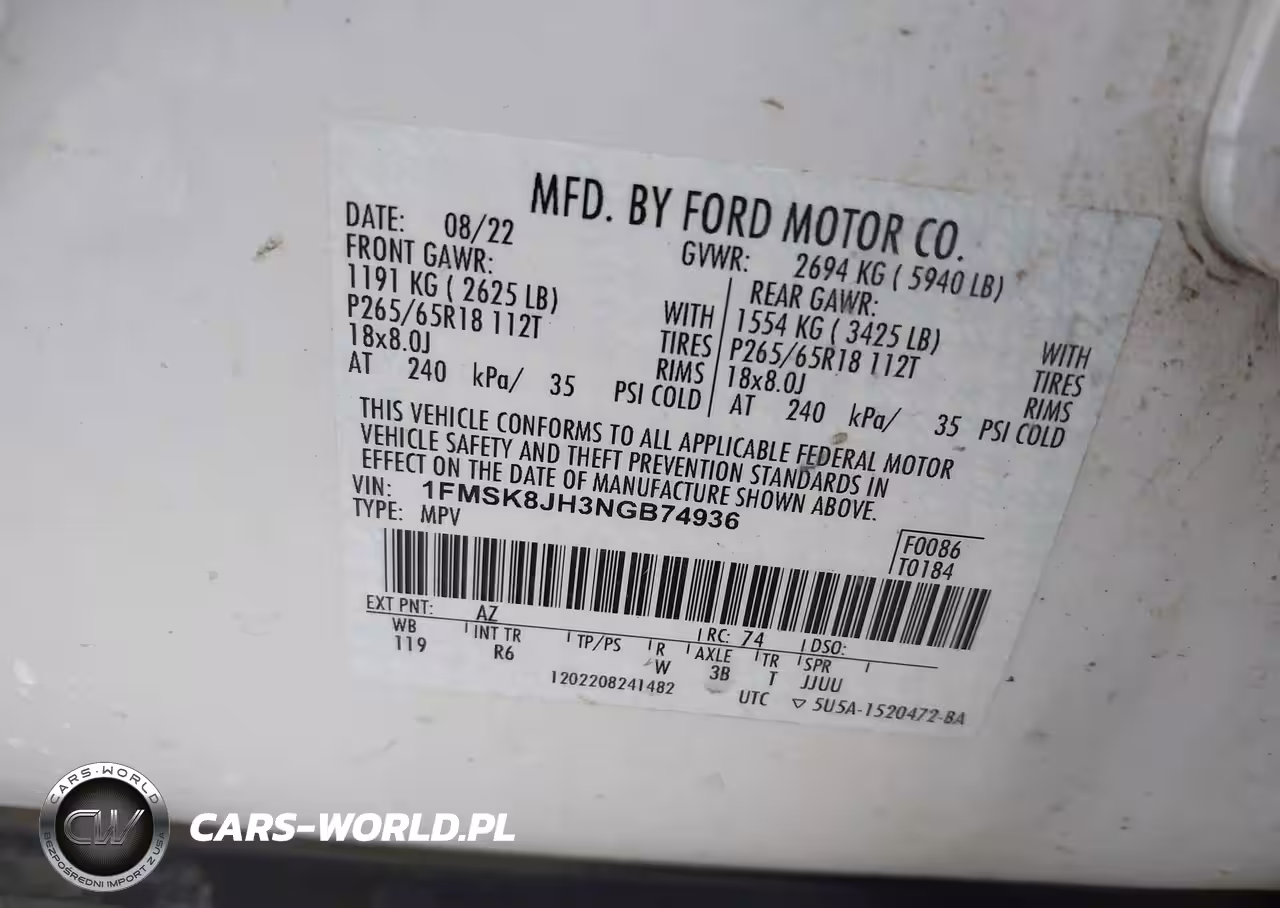 MFD. BY FORD MOTOR CO.
DATE: 08/22 GVWR: 2694 KG ( 5940 LB)
FRONT GAWR: REAR GAWR:
1191 KG ( 2625 LB) WITH 1554 KG ( 3425 LB) WITH
P265/65R18 112T TIRES P265/65R18 112T TIRES
18x8.0J RIMS 18x8.0J RIMS
AT 240 kPa/ 35 PSI COLD AT 240 kPa/ 35 PSI COLD
THIS VEHICLE CONFORMS TO ALL APPLICABLE FEDERAL MOTOR
VEHICLE SAFETY AND THEFT PREVENTION STANDARDS IN
EFFECT ON THE DATE OF MANUFACTURE SHOWN ABOVE.
VIN: 1FMSK8JH3NGB74936
TYPE: MPV
F0086
T0184
EXT PNT: AZ RC: 74 DSO:
WB INT TR TP/PS R AXLE TR SPR
119 R6 W 3B T JJUU
1202208241482 UTC ▽ 5U5A-1520472-BA
CARS-WORLD
CW
BEZPOŚREDNI IMPORT Z USA
CARS-WORLD.PL